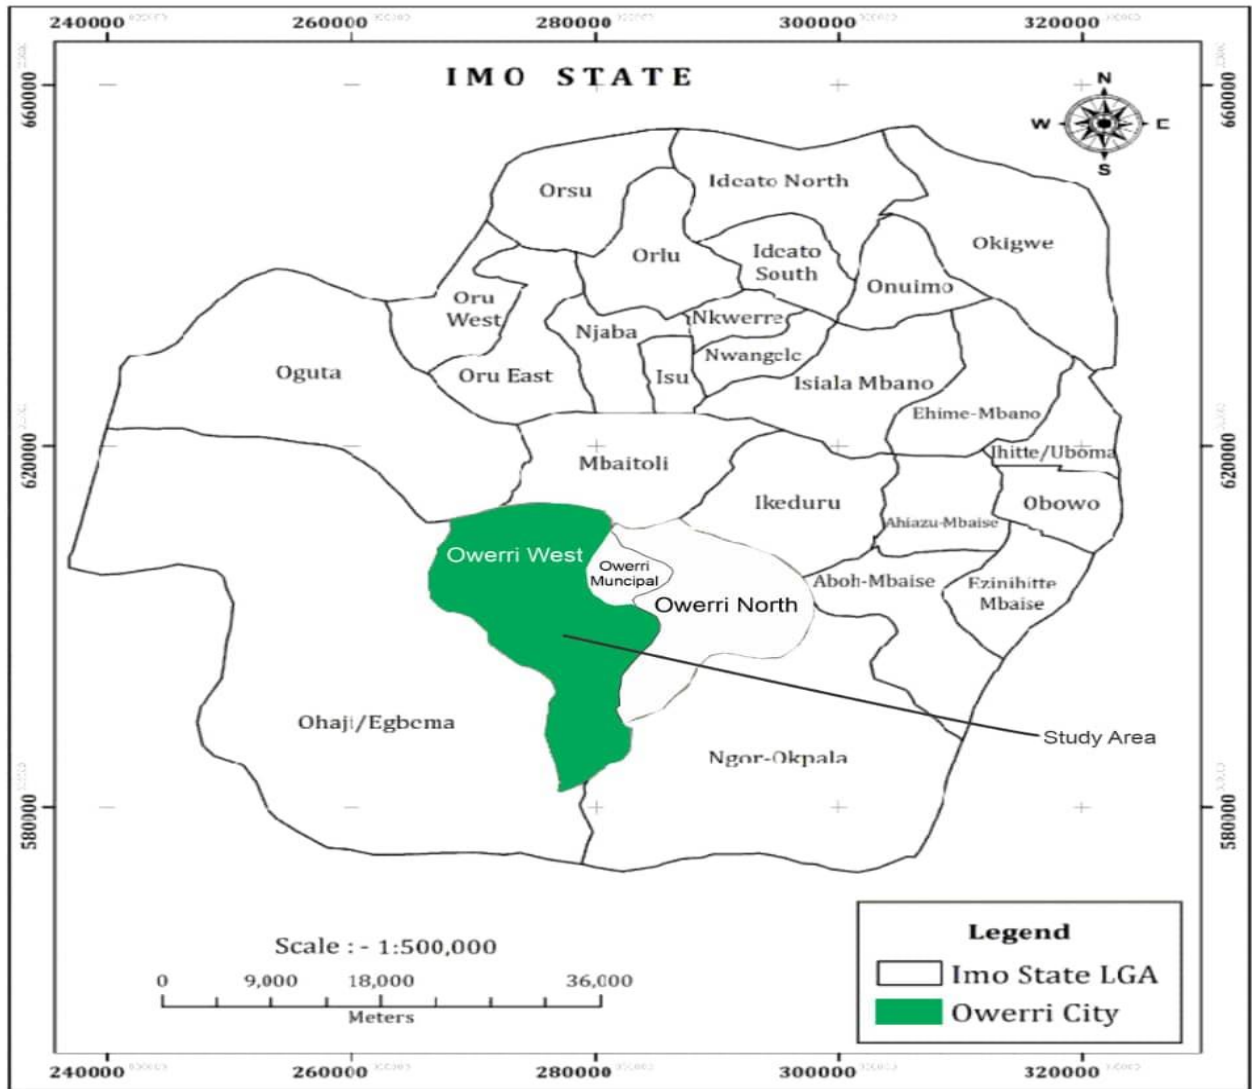 240000 260000 280000 300000 320000
IMO STATE
660000
660000
N
W E
S
Orsu
Ideato North
Okigwe
Orlu
Ideato
South
Onuimo
Oru
West
Njaba
Nkwerre
Nwangele
Oguta
Oru East
Isu
Isiala Mbano
Ehime-Mbano
620000
620000
Mbaitoli
Ihitte/Uboma
Ikeduru
Obowo
Ahiazu-Mbaise
Owerri West
Owerri
Muncipal
Owerri North
Aboh-Mbaise
Ezinihitte
Mbaise
Ohaji/Egbema
Study Area
Ngor-Okpala
580000
580000
Scale : - 1:500,000
0 9,000 18,000 36,000
Meters
Legend
Imo State LGA
Owerri City
240000 260000 280000 300000 320000